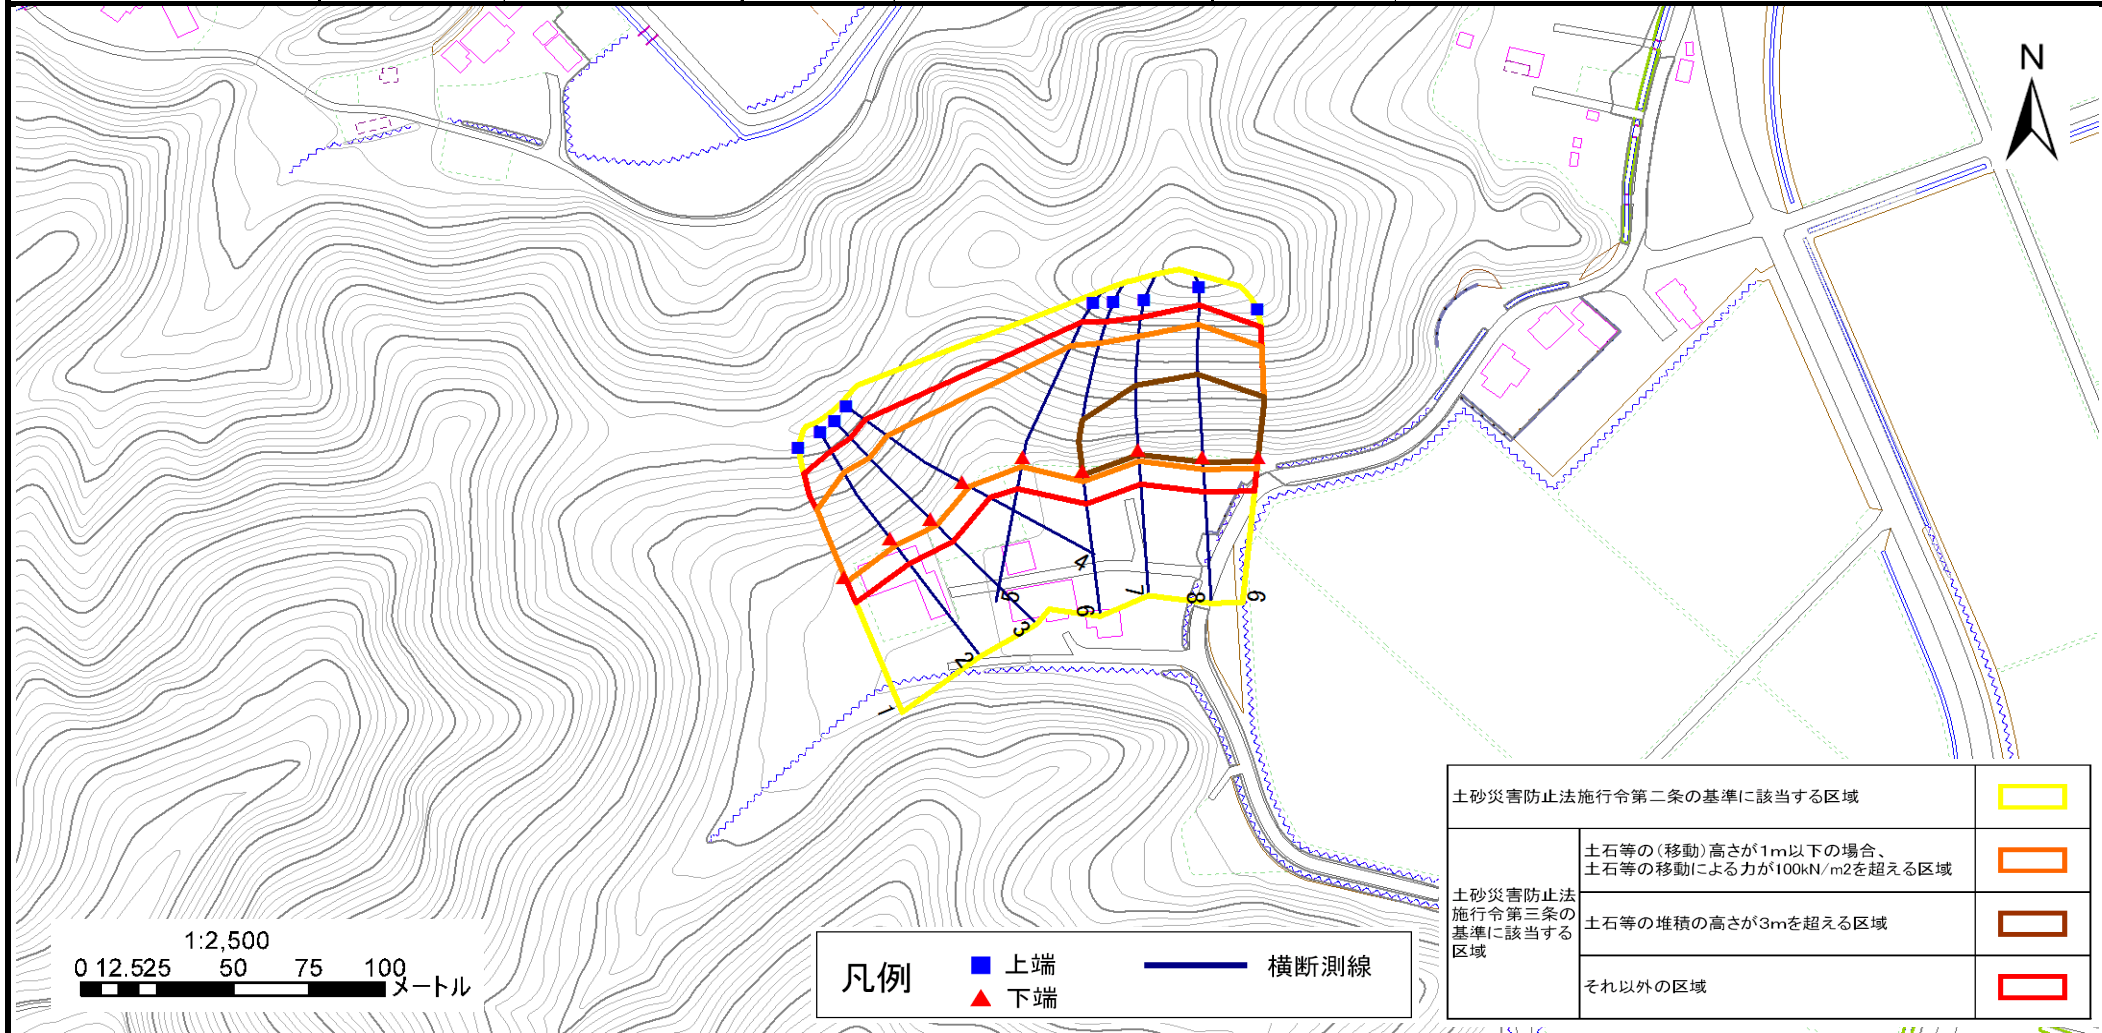 N
1
2
3
4
5
6
7
8
9
1:2,500
0 12.525 50 75 100
メートル
凡例
上端
下端
横断測線
土砂災害防止法施行令第二条の基準に該当する区域
土砂災害防止法
施行令第三条の
基準に該当する
区域
土石等の(移動)高さが1m以下の場合、
土石等の移動による力が100kN/m2を超える区域
土石等の堆積の高さが3mを超える区域
それ以外の区域